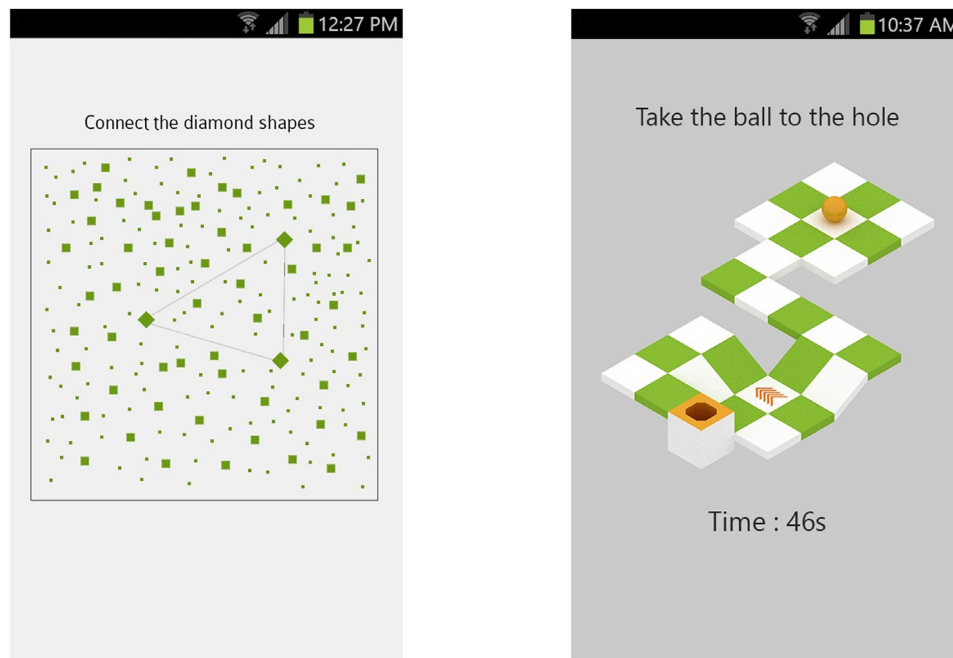 12:27 PM
Connect the diamond shapes
10:37 AM
Take the ball to the hole
Time : 46s